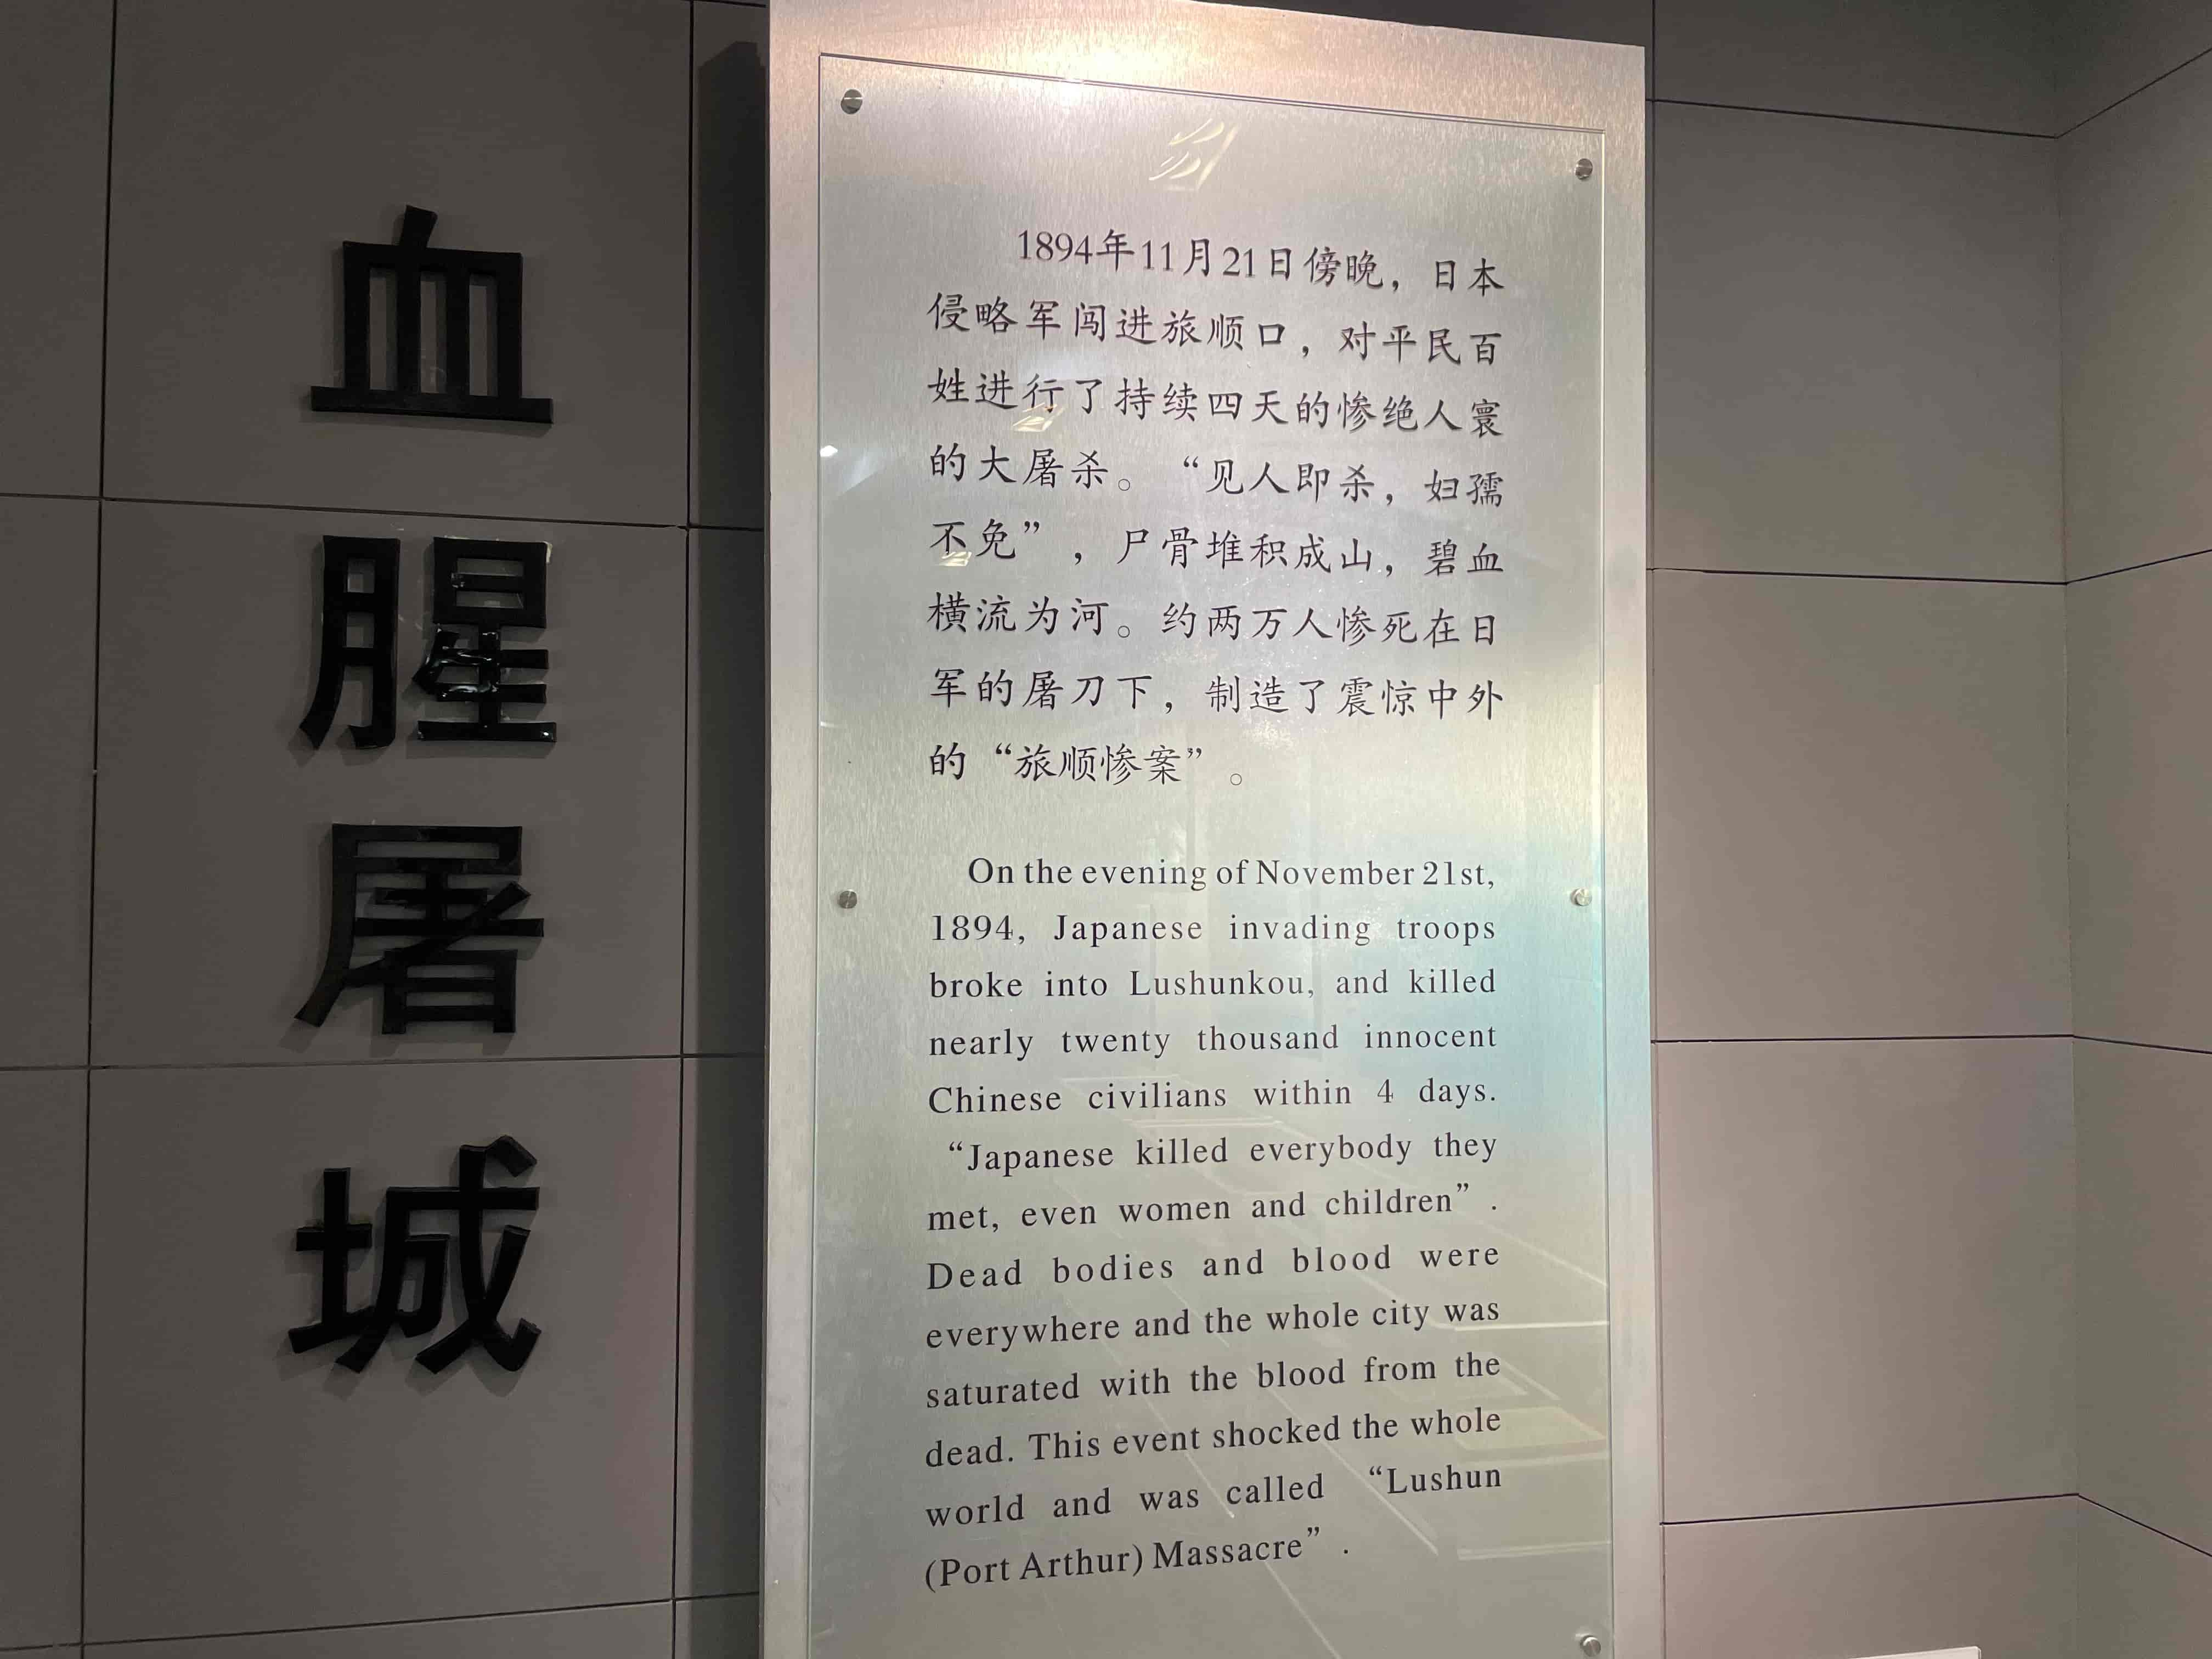 血腥屠城
1894年11月21日傍晚，日本
侵略军闯进旅顺口，对平民百
姓进行了持续四天的惨绝人寰
的大屠杀。“见人即杀，妇孺
不免”，尸骨堆积成山，碧血
横流为河。约两万人惨死在日
军的屠刀下，制造了震惊中外
的“旅顺惨案”。
On the evening of November 21st,
1894, Japanese invading troops
broke into Lushunkou, and killed
nearly twenty thousand innocent
Chinese civilians within 4 days.
“Japanese killed everybody they
met, even women and children”.
Dead bodies and blood were
everywhere and the whole city was
saturated with the blood from the
dead. This event shocked the whole
world and was called “Lushun
(Port Arthur) Massacre”.